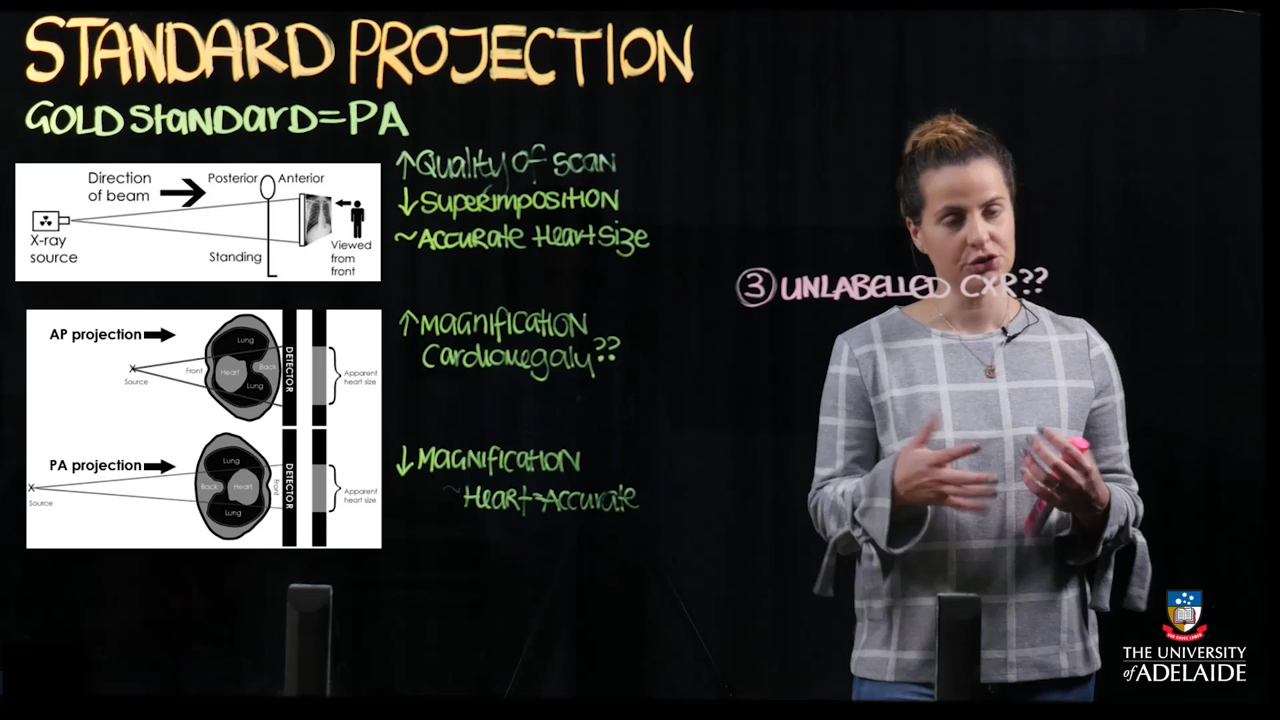 STANDARD PROJECTION
GOLD STANDARD=PA
Direction
of beam
Posterior
Anterior
X-ray
source
Standing
Viewed
from
front
↑Quality of scan
↓Superimposition
~Accurate Heart Size
③ UNLABELLED CXR??
AP projection
Source
Front
Lung
Heart
Back
Lung
DETECTOR
Apparent
heart size
↑Magnification
Cardiomegaly??
PA projection
Source
Lung
Back
Heart
Front
Lung
DETECTOR
Apparent
heart size
↓Magnification
~Heart=Accurate
THE UNIVERSITY
of ADELAIDE